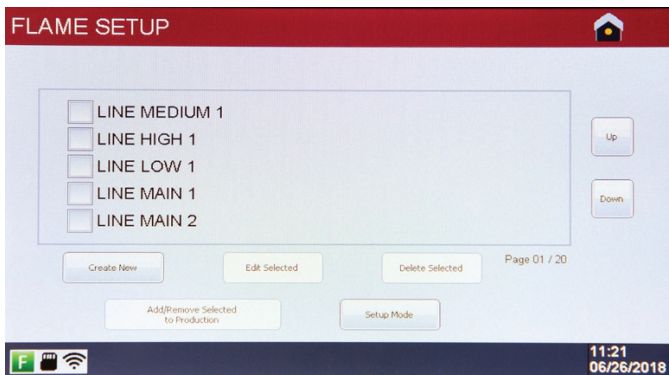 FLAME SETUP
LINE MEDIUM 1
LINE HIGH 1
LINE LOW 1
LINE MAIN 1
LINE MAIN 2
Up
Down
Page 01 / 20
Create New
Edit Selected
Delete Selected
Add/Remove Selected
to Production
Setup Mode
F
11:21
06/26/2018